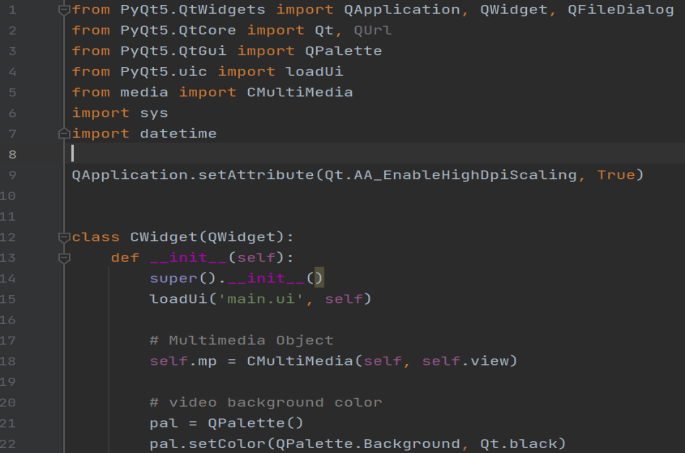 1 from PyQt5.QtWidgets import QApplication, QWidget, QFileDialog
2 from PyQt5.QtCore import Qt, QUrl
3 from PyQt5.QtGui import QPalette
4 from PyQt5.uic import loadUi
5 from media import CMultiMedia
6 import sys
7 import datetime
8
9 QApplication.setAttribute(Qt.AA_EnableHighDpiScaling, True)
10
11
12 class CWidget(QWidget):
13     def __init__(self):
14         super().__init__()
15         loadUi('main.ui', self)
16
17         # Multimedia Object
18         self.mp = CMultiMedia(self, self.view)
19
20         # video background color
21         pal = QPalette()
22         pal.setColor(QPalette.Background, Qt.black)